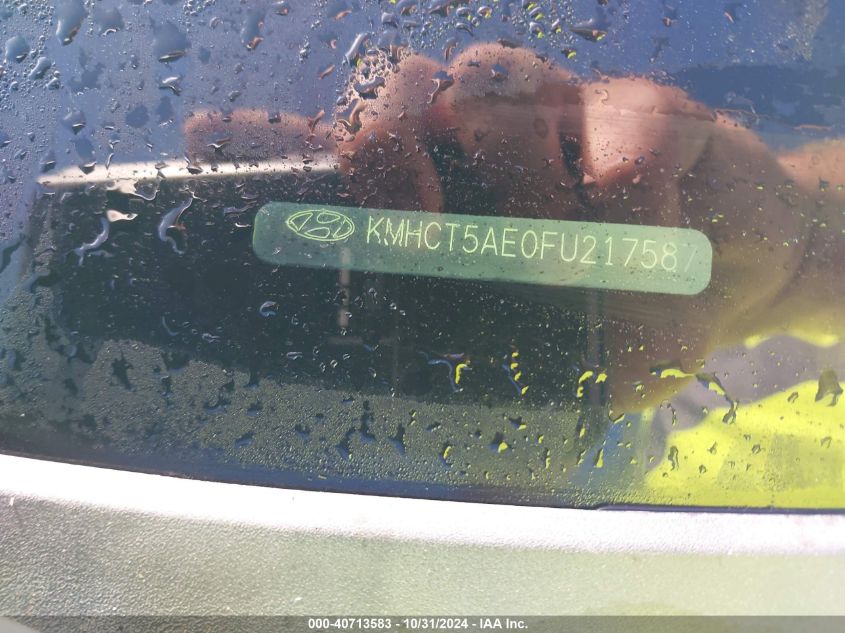 KMHCT5AE0FU217587
000-40713583 - 10/31/2024 - IAA Inc.